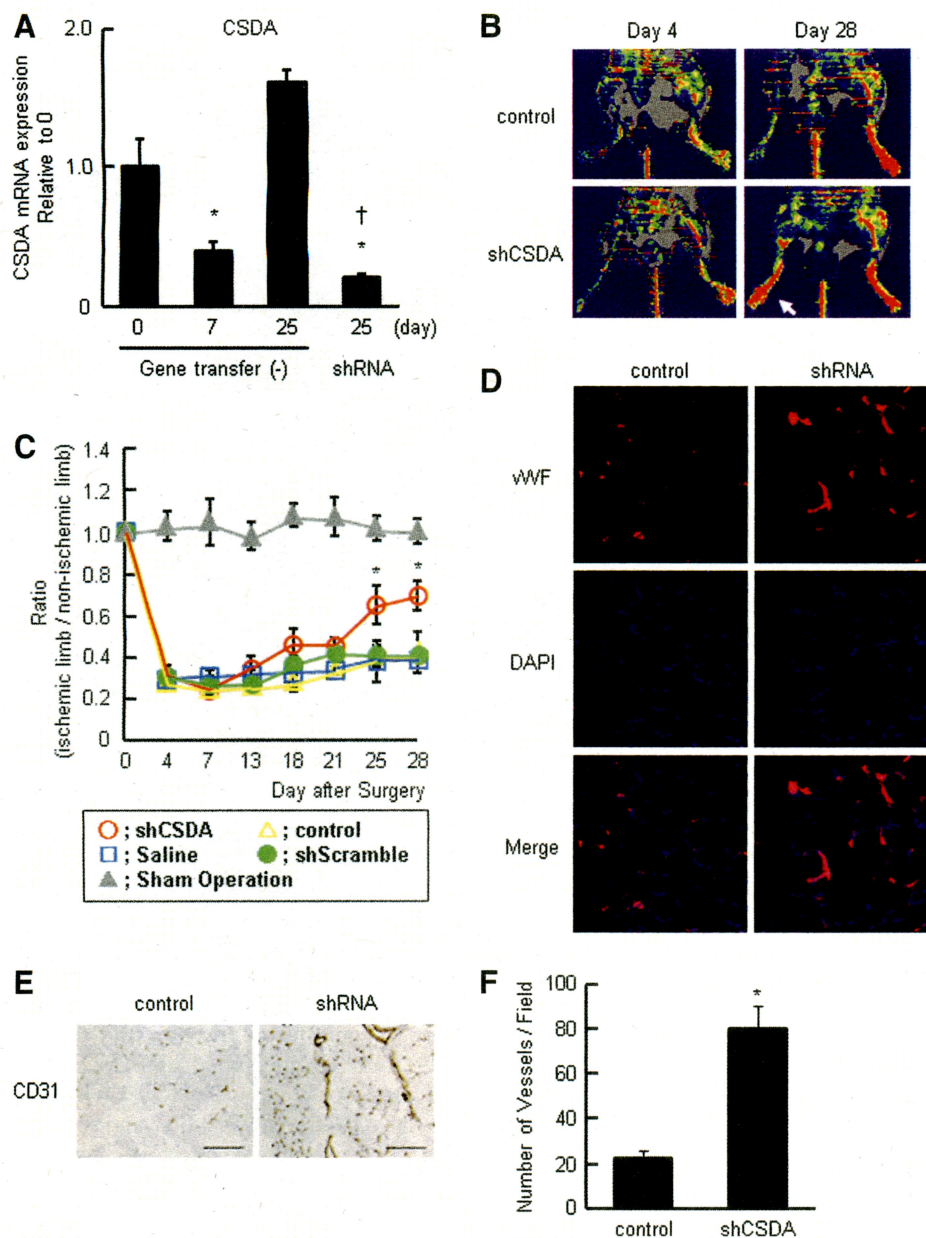 A
CSDA
CSDA mRNA expression
Relative to 0
2.0
1.0
0
*
*
†
0 7 25 25 (day)
Gene transfer (-) shRNA
B
Day 4 Day 28
control
shCSDA
C
Ratio
(ischemic limb / non-ischemic limb)
1.4
1.2
1.0
0.8
0.6
0.4
0.2
0
* *
0 4 7 13 18 21 25 28
Day after Surgery
; shCSDA ; control
; Saline ; shScramble
; Sham Operation
D
control shRNA
vWF
DAPI
Merge
E
control shRNA
CD31
F
Number of Vessels / Field
100
80
60
40
20
0
*
control shCSDA